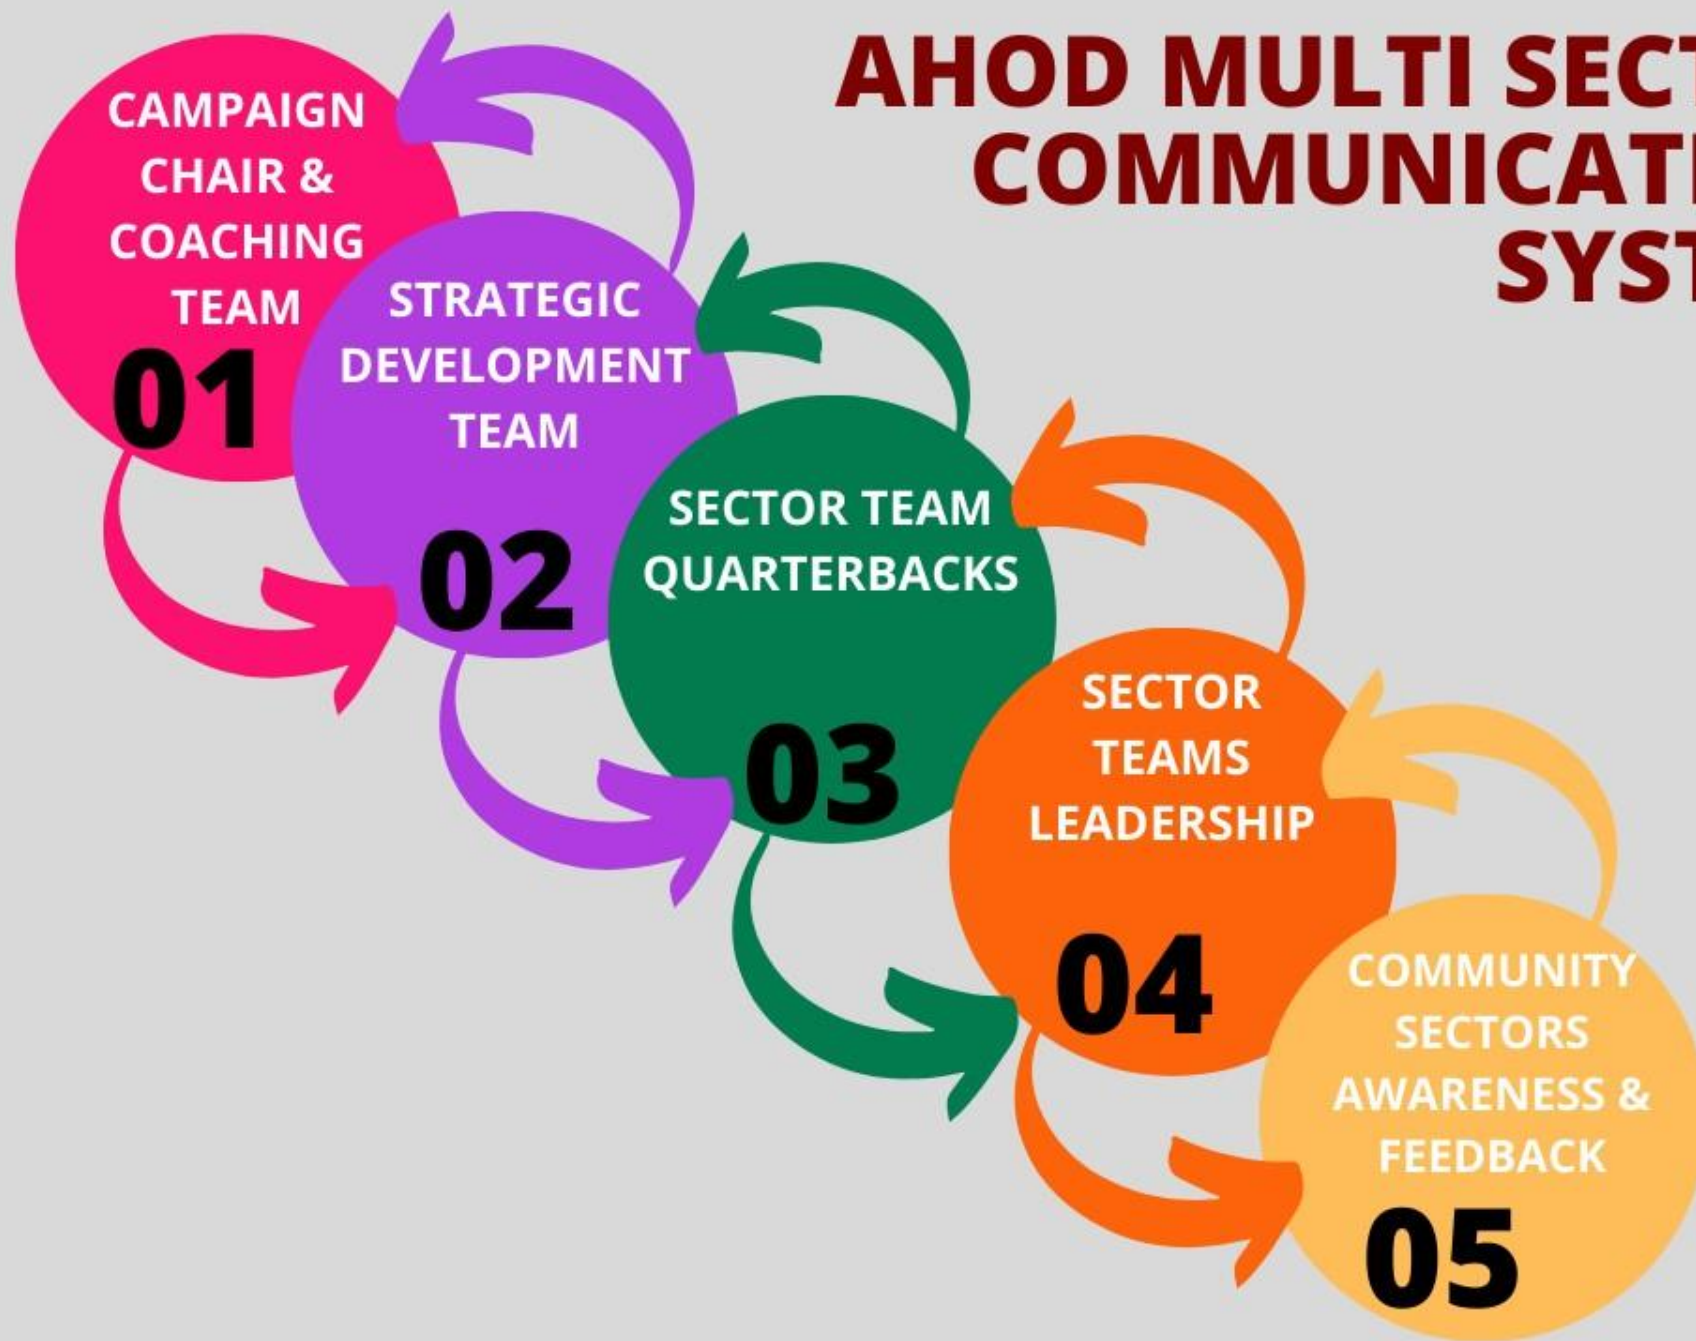 AHOD MULTI SECT
COMMUNICATI
SYST
CAMPAIGN
CHAIR &
COACHING
TEAM
01
STRATEGIC
DEVELOPMENT
TEAM
02
SECTOR TEAM
QUARTERBACKS
03
SECTOR
TEAMS
LEADERSHIP
04
COMMUNITY
SECTORS
AWARENESS &
FEEDBACK
05